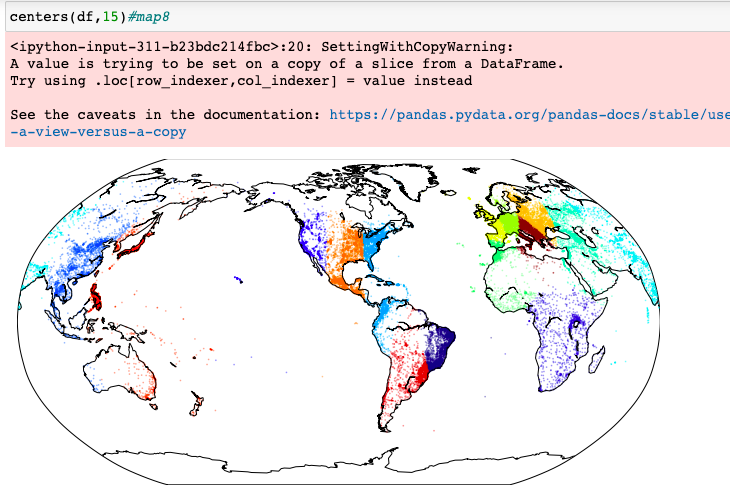 centers(df,15)#map8
<ipython-input-311-b23bdc214fbc>:20: SettingWithCopyWarning:
A value is trying to be set on a copy of a slice from a DataFrame.
Try using .loc[row_indexer,col_indexer] = value instead
See the caveats in the documentation: https://pandas.pydata.org/pandas-docs/stable/use
-a-view-versus-a-copy